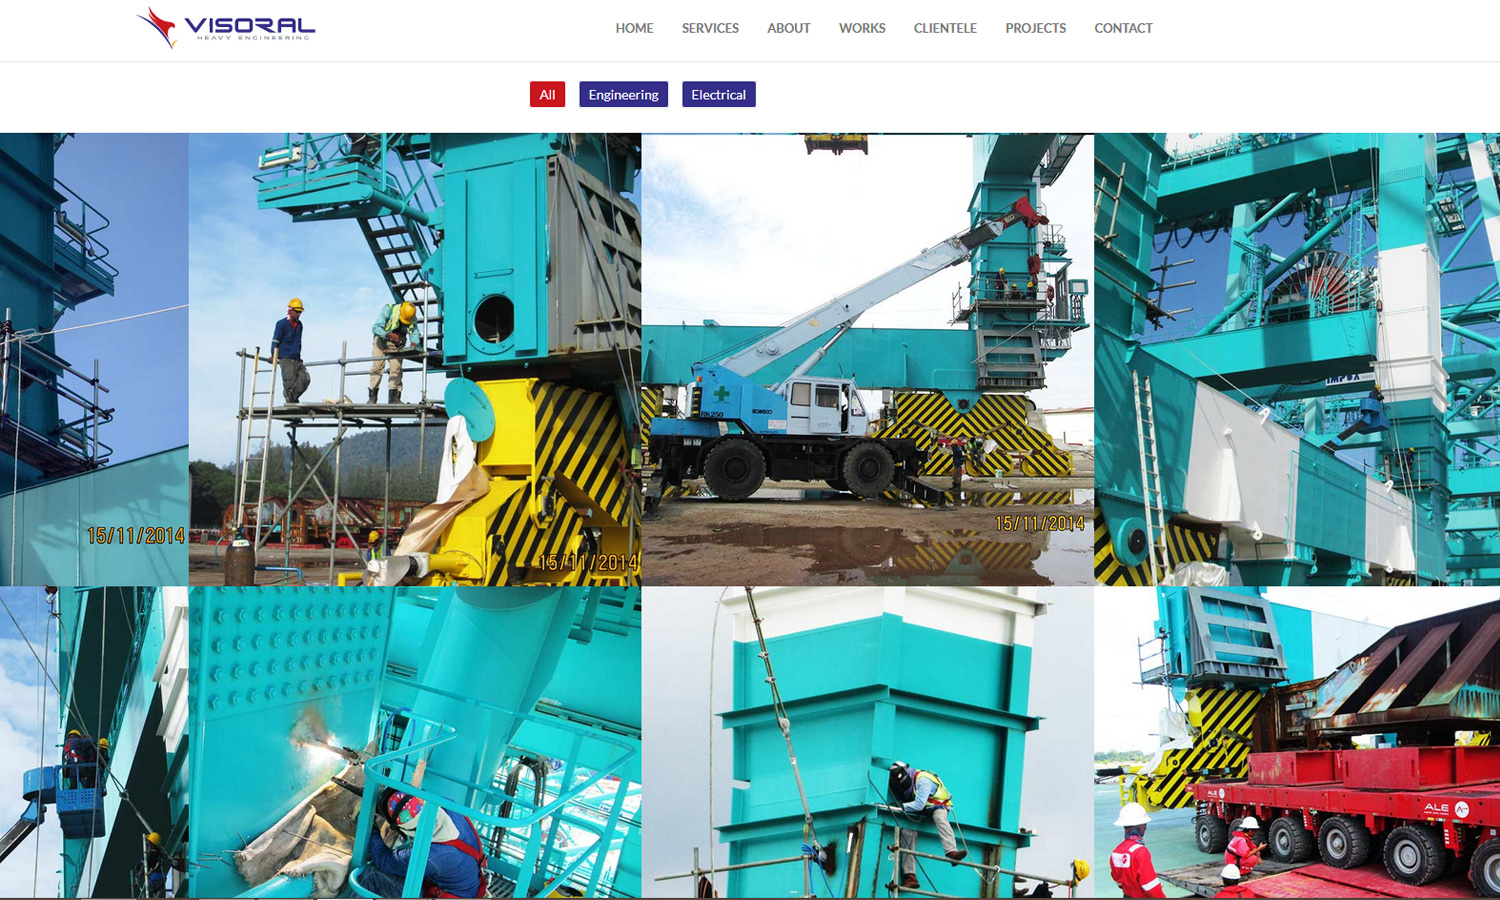 VISORAL
HEAVY ENGINEERING
HOME
SERVICES
ABOUT
WORKS
CLIENTELE
PROJECTS
CONTACT
All
Engineering
Electrical
15/11/2014
15/11/2014
RK250
KOBELCO
15/11/2014
IMPSA
ALE
ALE